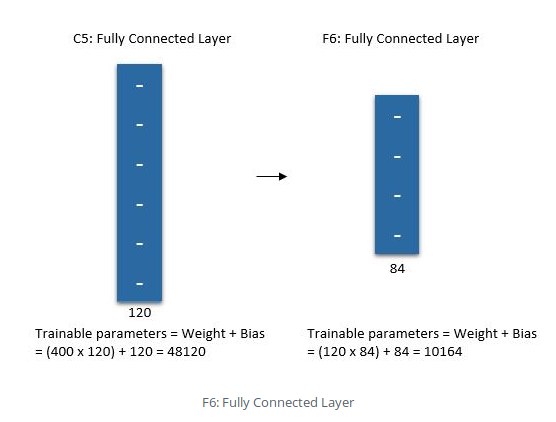 C5: Fully Connected Layer
F6: Fully Connected Layer
120
84
Trainable parameters = Weight + Bias
= (400 x 120) + 120 = 48120
Trainable parameters = Weight + Bias
= (120 x 84) + 84 = 10164
F6: Fully Connected Layer